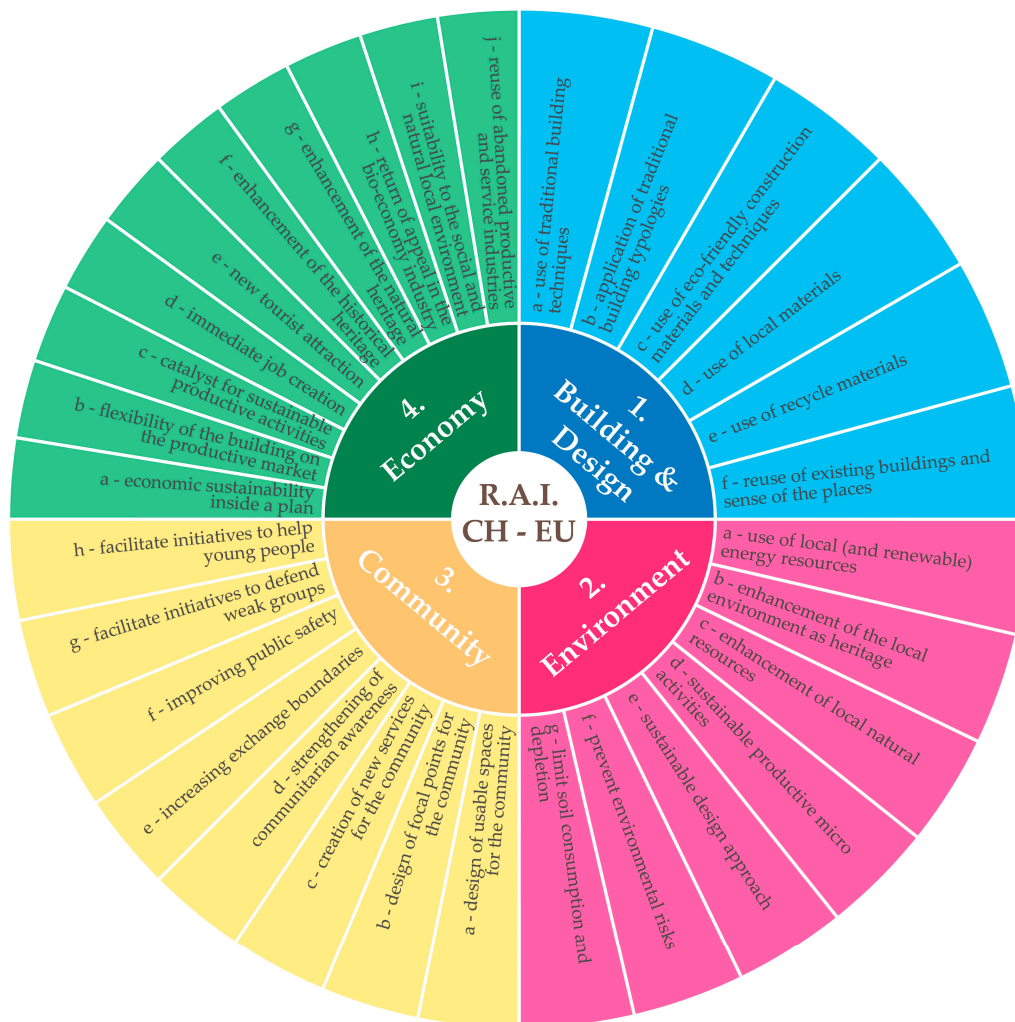 R.A.I.
CH - EU
1.
Building &
Design
a - use of traditional building
techniques
b - application of traditional
building typologies
c - use of eco-friendly construction
materials and techniques
d - use of local materials
e - use of recycle materials
f - reuse of existing buildings and
sense of the places
2.
Environment
a - use of local (and renewable)
energy resources
b - enhancement of the local
environment as heritage
c - enhancement of local natural
resources
d - sustainable productive micro
activities
e - sustainable design approach
f - prevent environmental risks
g - limit soil consumption and
depletion
3.
Community
a - design of usable spaces
for the community
b - design of focal points for
the community
c - creation of new services
for the community
d - strengthening of
communitarian awareness
e - increasing exchange boundaries
f - improving public safety
g - facilitate initiatives to defend
weak groups
h - facilitate initiatives to help
young people
4.
Economy
a - economic sustainability
inside a plan
b - flexibility of the building on
the productive market
c - catalyst for sustainable
productive activities
d - immediate job creation
e - new tourist attraction
f - enhancement of the historical
heritage
g - enhancement of the natural
heritage
h - return of appeal in the
bio-economy industry
i - suitability to the social and
natural local environment
j - reuse of abandoned productive
and service industries